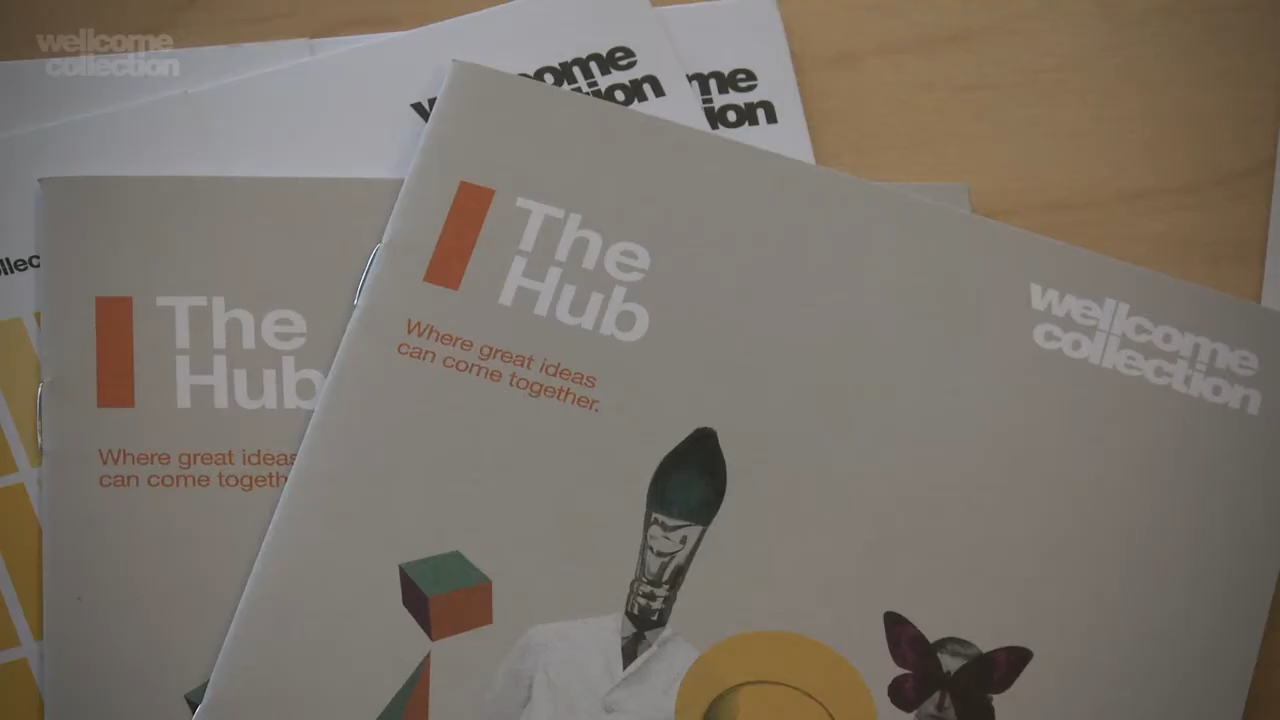 wellcome
collection
ome
ion
me
ion
The
Hub
Where great ideas
can come together.
wellcome
collection
The
Hub
Where great ideas
can come togeth